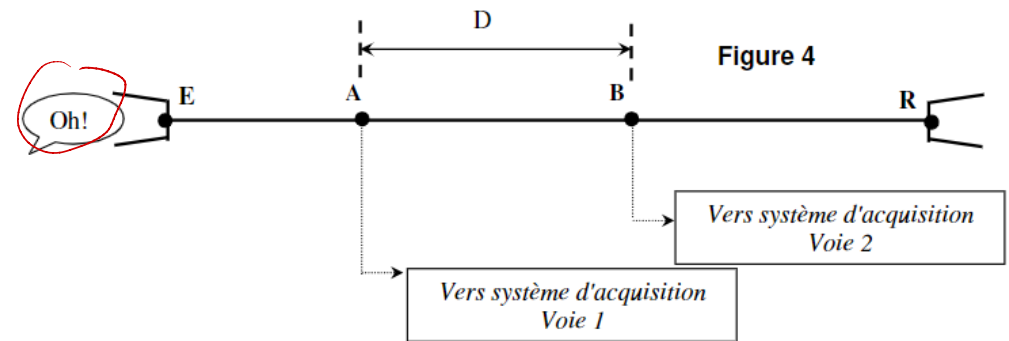 D
Figure 4
E
A
B
R
Oh!
Vers système d'acquisition
Voie 2
Vers système d'acquisition
Voie 1